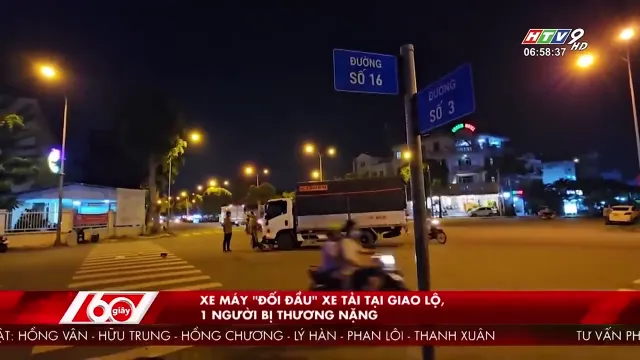 HTV9 HD
06:58:37
ĐƯỜNG
SỐ 16
ĐƯỜNG
SỐ 3
60 giây
XE MÁY "ĐỐI ĐẦU" XE TẢI TẠI GIAO LỘ,
1 NGƯỜI BỊ THƯƠNG NẶNG
ẬT: HỒNG VÂN - HỮU TRUNG - HỒNG CHƯƠNG - LÝ HÀN - PHAN LÔI - THANH XUÂN
TƯ VẤN PH